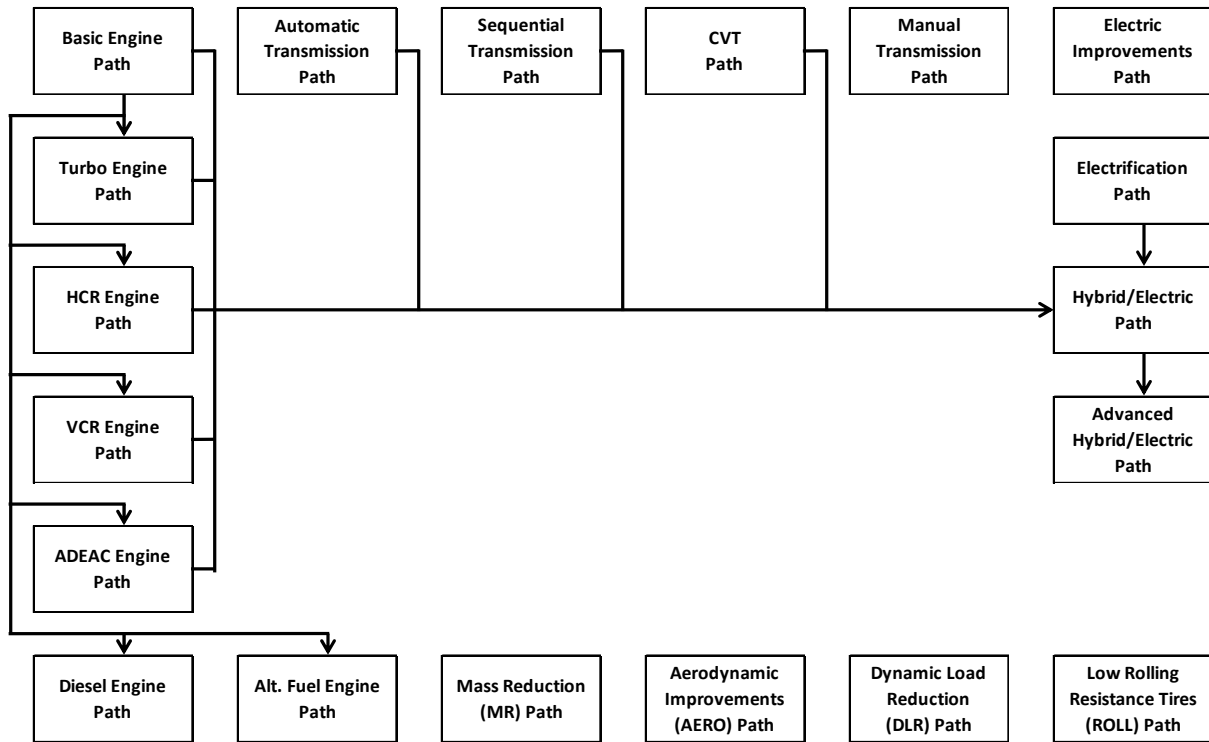 Basic Engine
Path
Automatic
Transmission
Path
Sequential
Transmission
Path
CVT
Path
Manual
Transmission
Path
Electric
Improvements
Path
Turbo Engine
Path
Electrification
Path
HCR Engine
Path
Hybrid/Electric
Path
VCR Engine
Path
Advanced
Hybrid/Electric
Path
ADEAC Engine
Path
Diesel Engine
Path
Alt. Fuel Engine
Path
Mass Reduction
(MR) Path
Aerodynamic
Improvements
(AERO) Path
Dynamic Load
Reduction
(DLR) Path
Low Rolling
Resistance Tires
(ROLL) Path